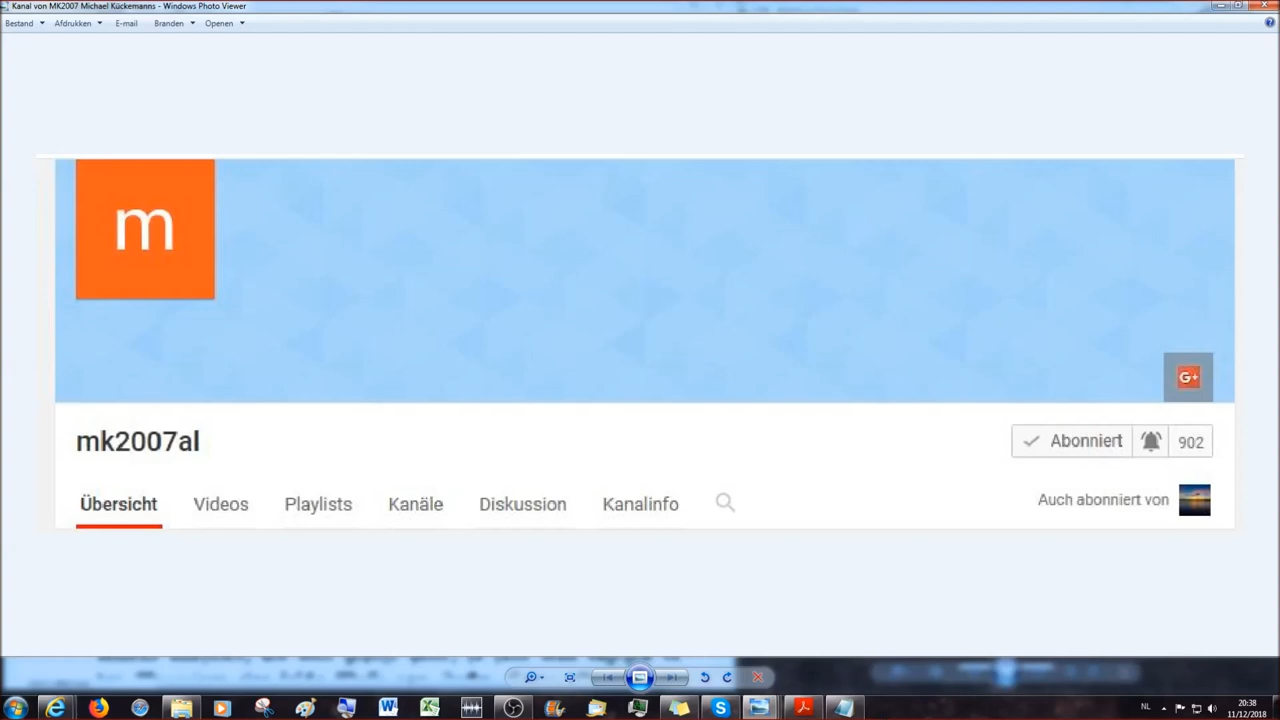 Kanal von MK2007 Michael Kückemanns - Windows Photo Viewer
Bestand Afdrukken E-mail Branden Openen
m
G+
mk2007al
Abonniert 902
Übersicht Videos Playlists Kanäle Diskussion Kanalinfo
Auch abonniert von
NL
20:38
11/12/2018